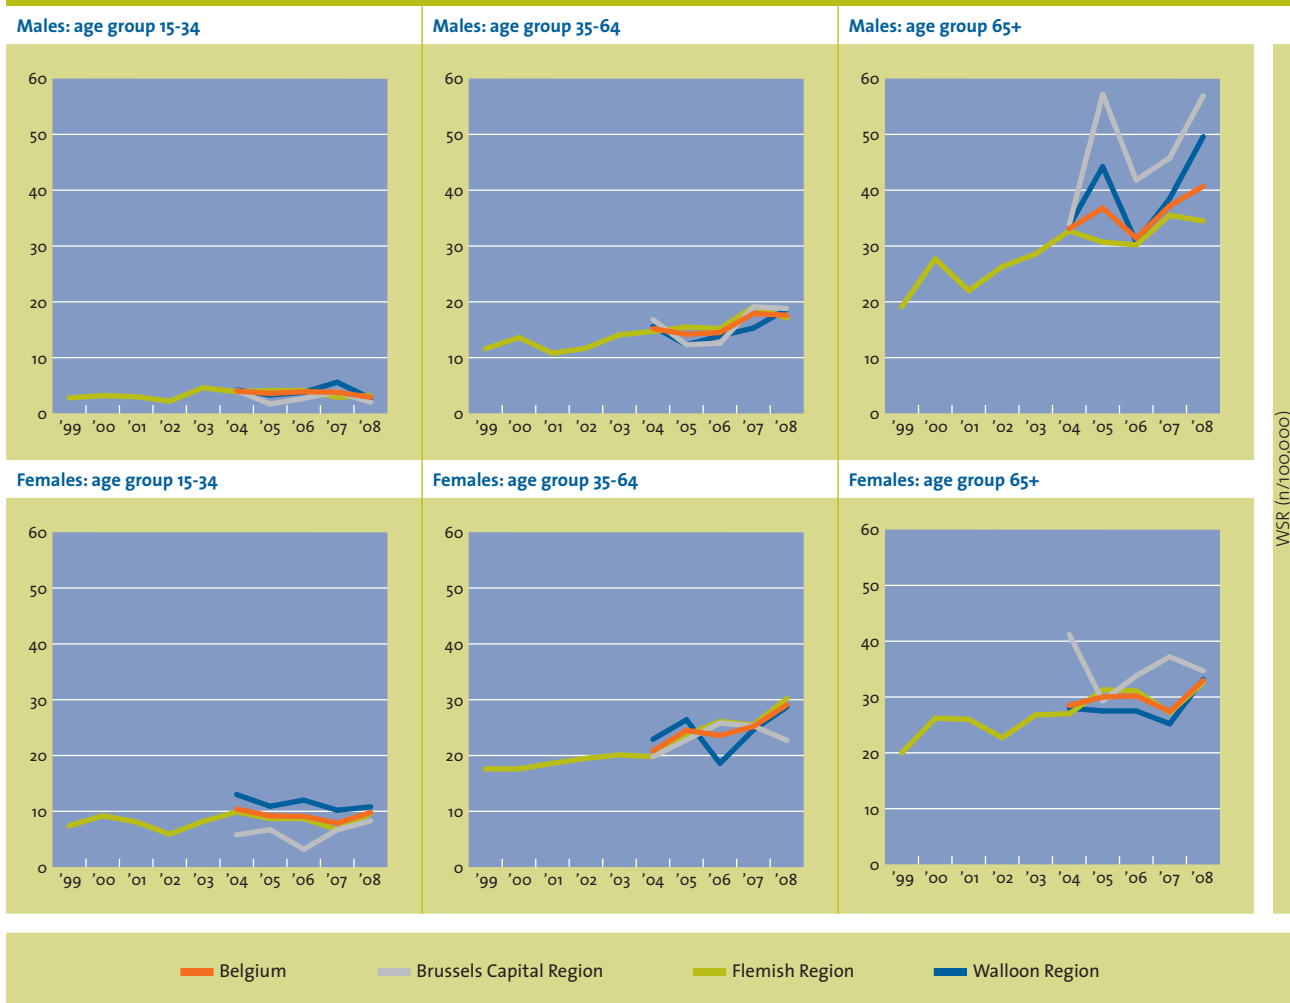 Males: age group 15-34
Males: age group 35-64
Males: age group 65+
60
50
40
30
20
10
0
'99 '00 '01 '02 '03 '04 '05 '06 '07 '08
60
50
40
30
20
10
0
'99 '00 '01 '02 '03 '04 '05 '06 '07 '08
60
50
40
30
20
10
0
'99 '00 '01 '02 '03 '04 '05 '06 '07 '08
Females: age group 15-34
Females: age group 35-64
Females: age group 65+
60
50
40
30
20
10
0
'99 '00 '01 '02 '03 '04 '05 '06 '07 '08
60
50
40
30
20
10
0
'99 '00 '01 '02 '03 '04 '05 '06 '07 '08
60
50
40
30
20
10
0
'99 '00 '01 '02 '03 '04 '05 '06 '07 '08
WSR (n/100,000)
Belgium
Brussels Capital Region
Flemish Region
Walloon Region